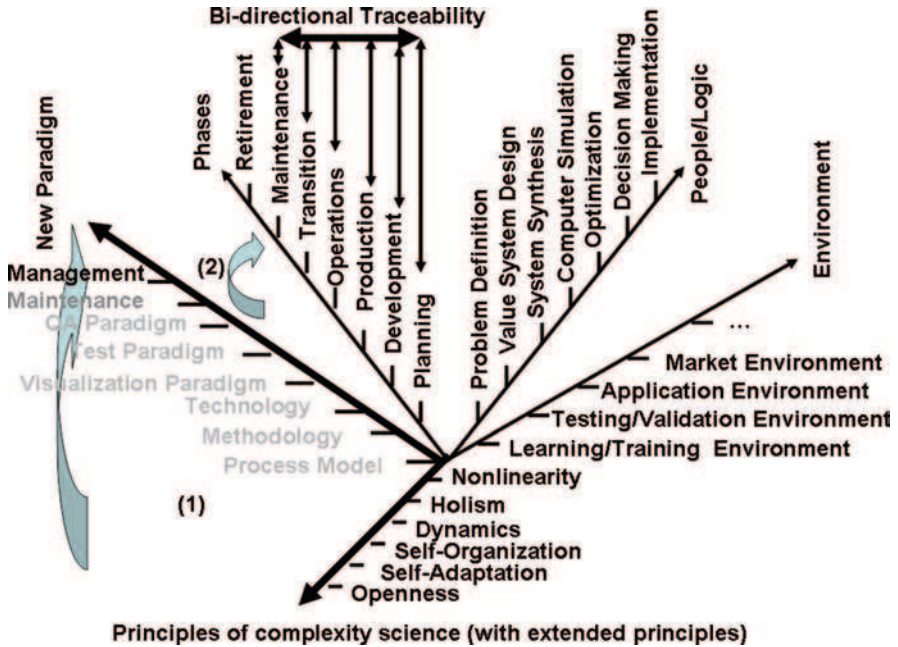 Bi-directional Traceability
New Paradigm
Phases
Retirement
Maintenance
Transition
Operations
Production
Development
Planning
Problem Definition
Value System Design
System Synthesis
Computer Simulation
Optimization
Decision Making
Implementation
People/Logic
Environment
(2)
Management
Maintenance
QA Paradigm
Test Paradigm
Visualization Paradigm
Technology
Methodology
Process Model
...
Market Environment
Application Environment
Testing/Validation Environment
Learning/Training Environment
(1)
Nonlinearity
Holism
Dynamics
Self-Organization
Self-Adaptation
Openness
Principles of complexity science (with extended principles)